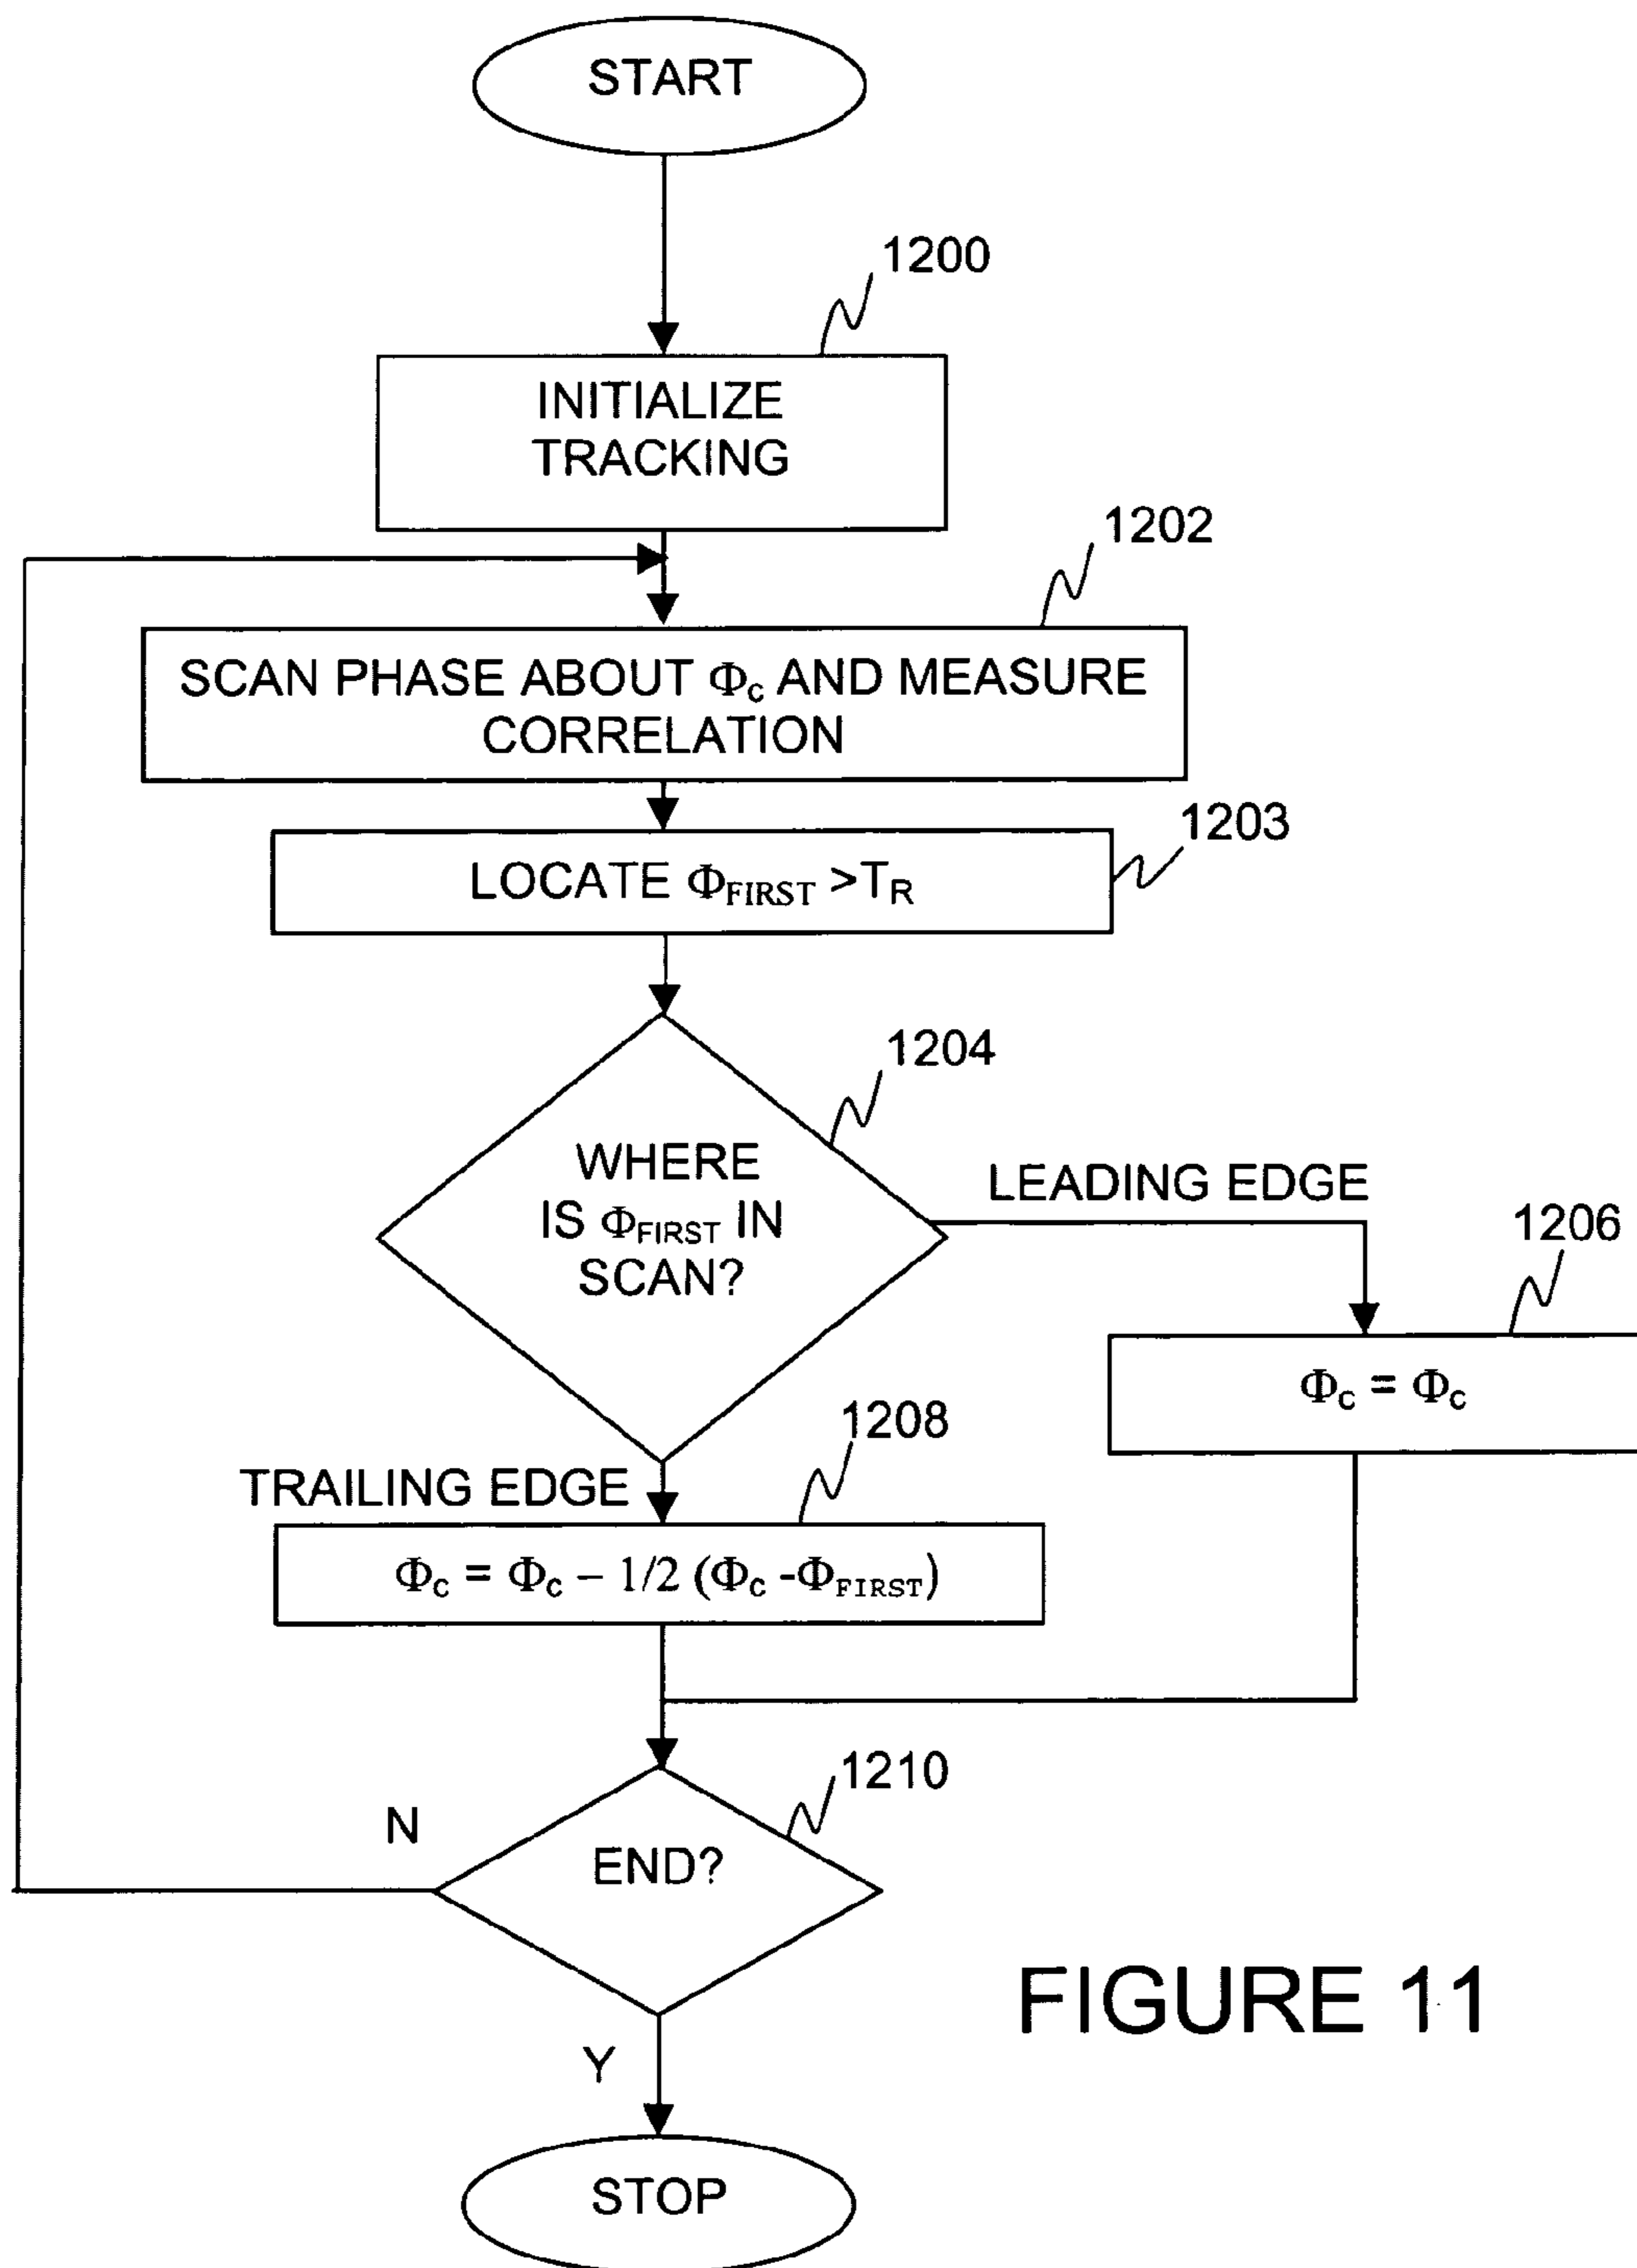 START
1200
INITIALIZE
TRACKING
1202
SCAN PHASE ABOUT Φc AND MEASURE
CORRELATION
1203
LOCATE ΦFIRST >TR
1204
WHERE
IS ΦFIRST IN
SCAN?
LEADING EDGE
1206
Φc = Φc
1208
TRAILING EDGE
Φc = Φc – 1/2 (Φc -ΦFIRST)
1210
N
END?
Y
STOP
FIGURE 11